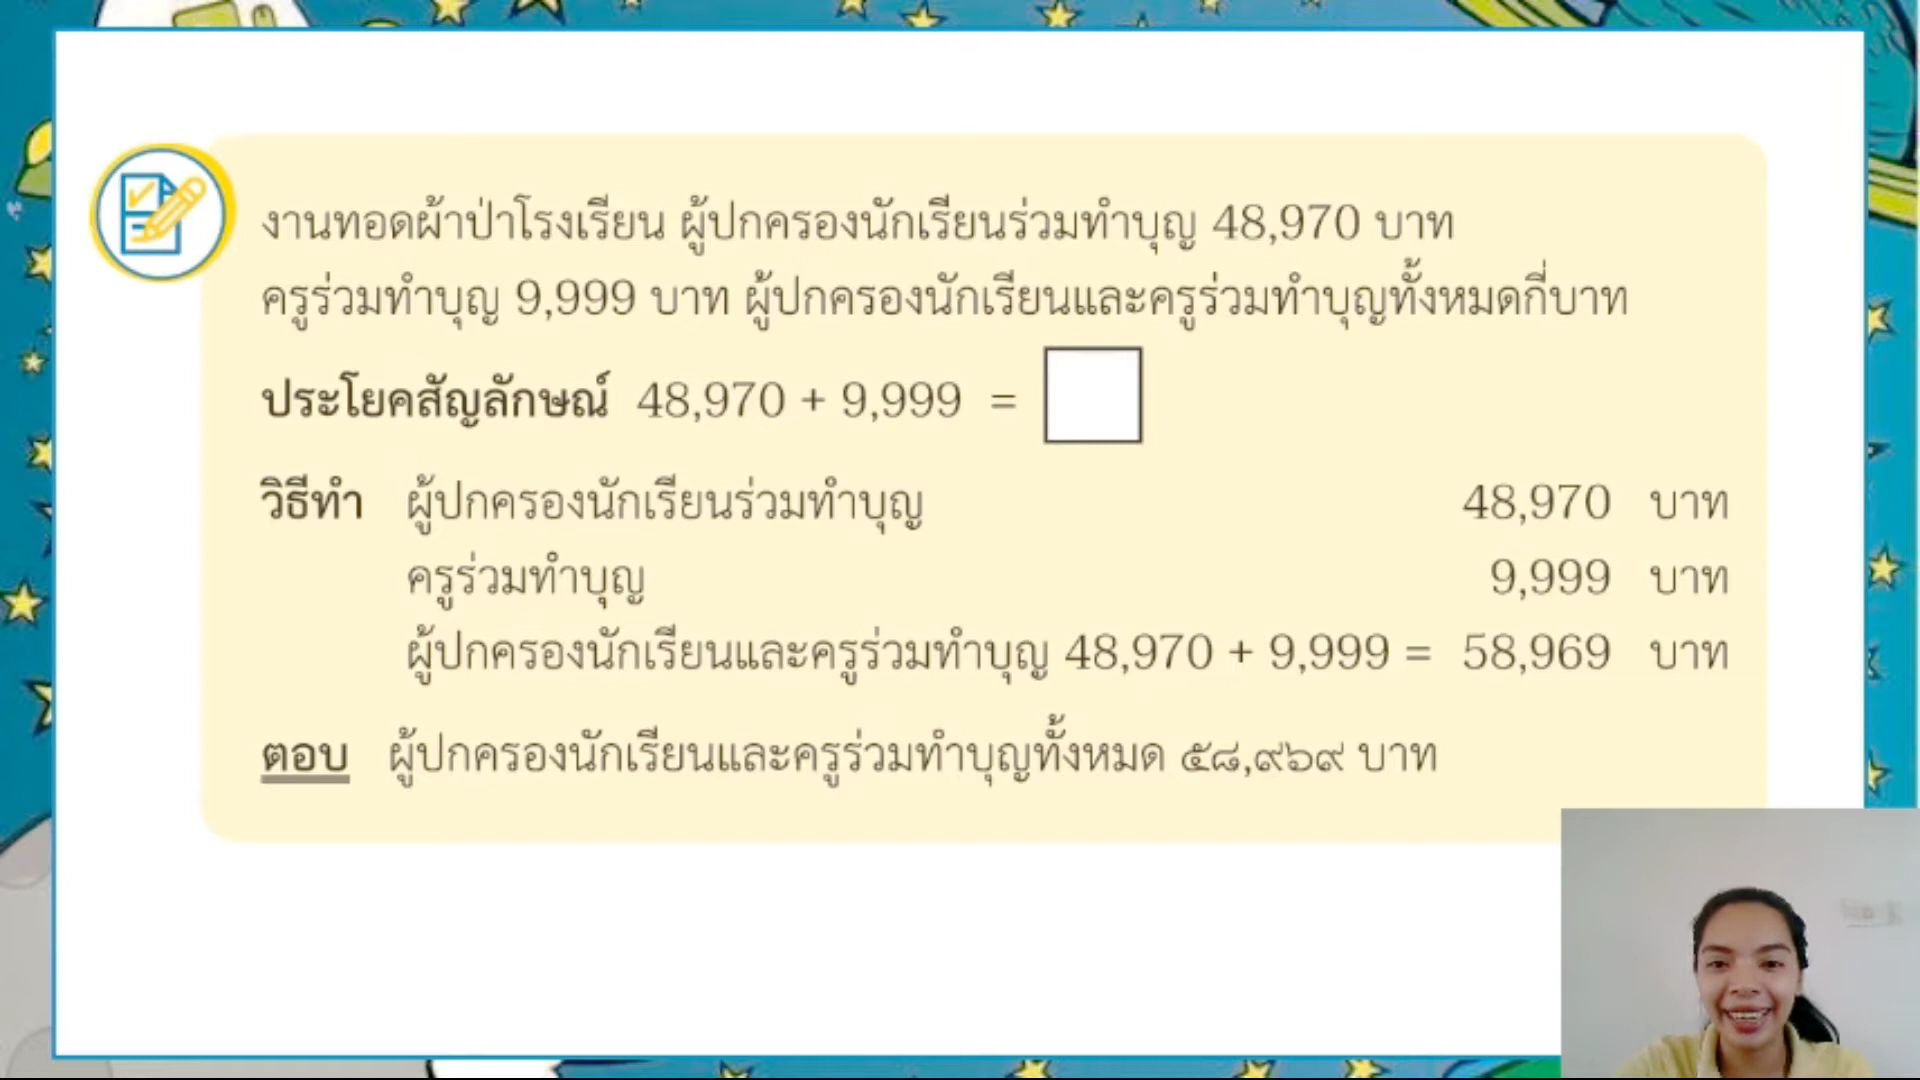 งานทอดผ้าป่าโรงเรียน ผู้ปกครองนักเรียนร่วมทำบุญ 48,970 บาท
ครูร่วมทำบุญ 9,999 บาท ผู้ปกครองนักเรียนและครูร่วมทำบุญทั้งหมดกี่บาท
ประโยคสัญลักษณ์ 48,970 + 9,999 =
วิธีทำ ผู้ปกครองนักเรียนร่วมทำบุญ 48,970 บาท
ครูร่วมทำบุญ 9,999 บาท
ผู้ปกครองนักเรียนและครูร่วมทำบุญ 48,970 + 9,999 = 58,969 บาท
ตอบ ผู้ปกครองนักเรียนและครูร่วมทำบุญทั้งหมด ๕๘,๙๖๙ บาท